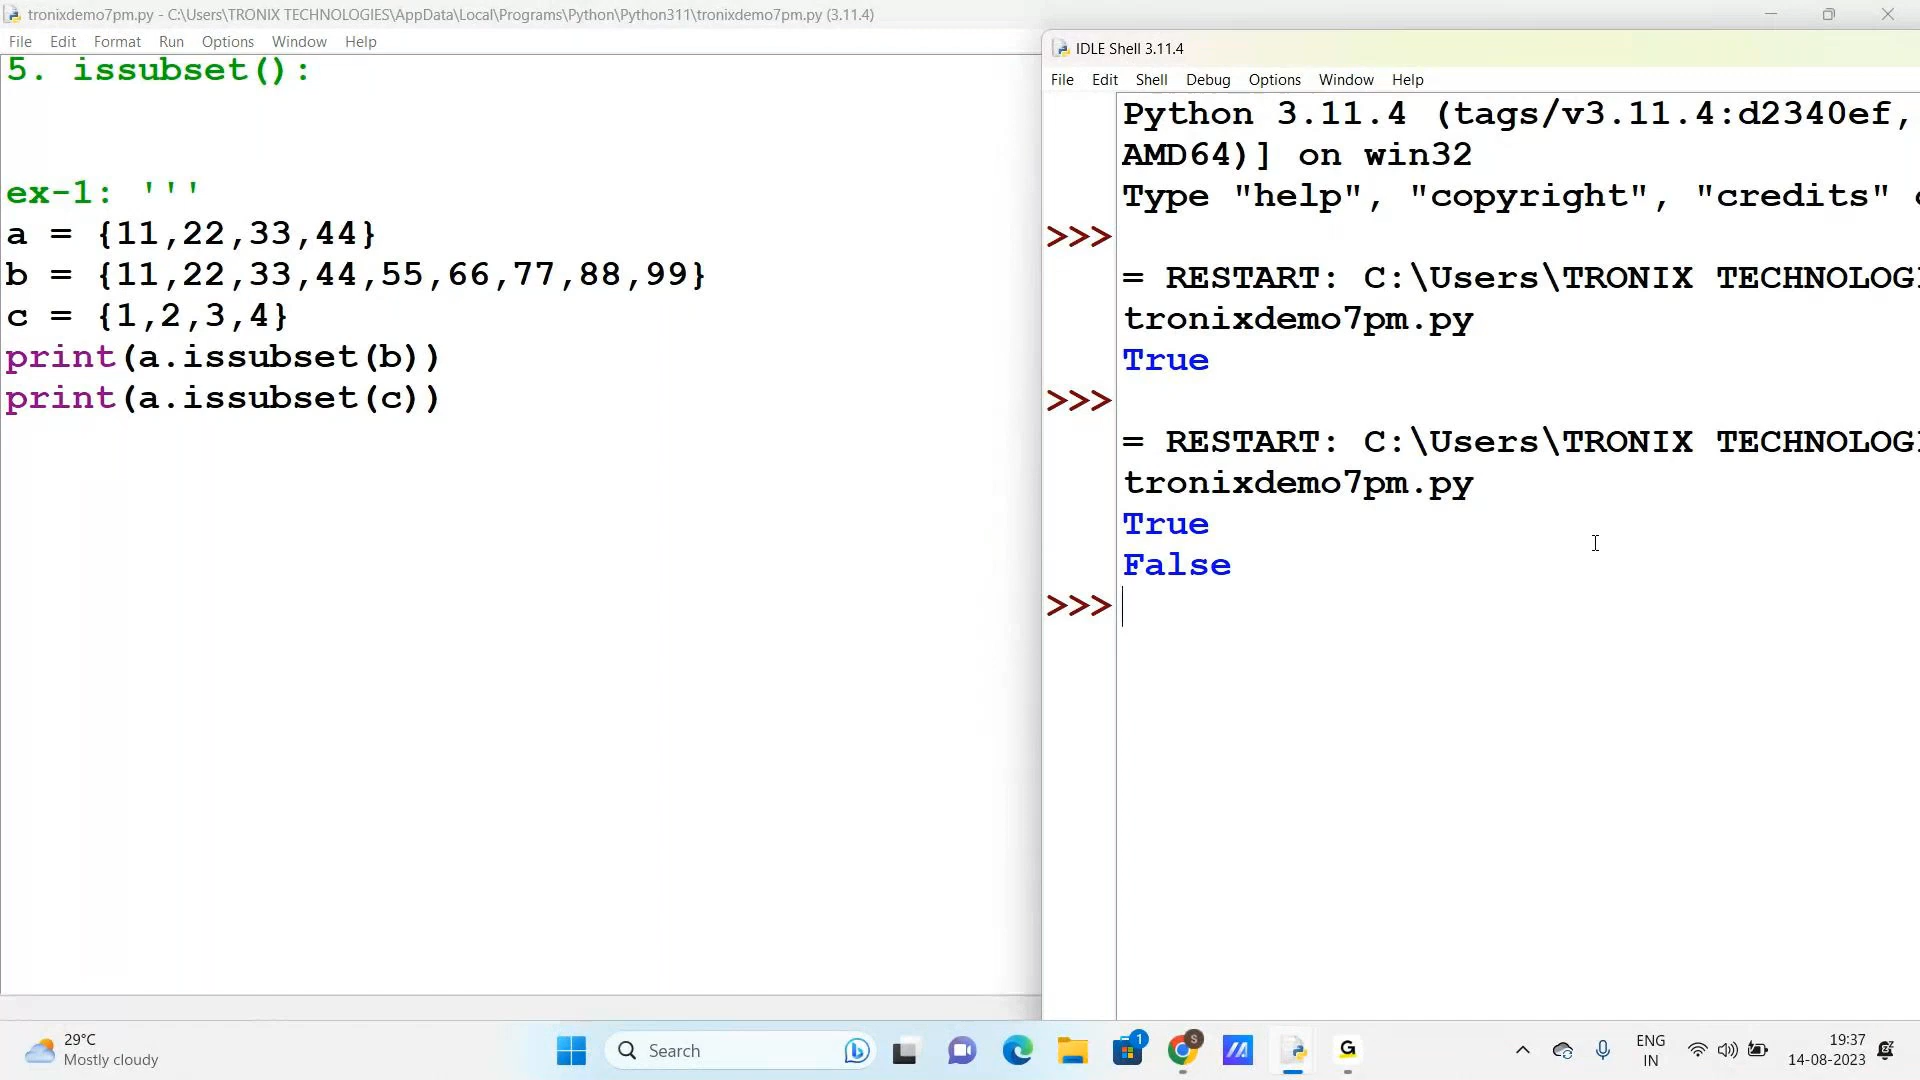 tronixdemo7pm.py - C:\Users\TRONIX TECHNOLOGIES\AppData\Local\Programs\Python\Python311\tronixdemo7pm.py (3.11.4)
File Edit Format Run Options Window Help
5. issubset():
ex-1: '''
a = {11,22,33,44}
b = {11,22,33,44,55,66,77,88,99}
c = {1,2,3,4}
print(a.issubset(b))
print(a.issubset(c))
IDLE Shell 3.11.4
File Edit Shell Debug Options Window Help
Python 3.11.4 (tags/v3.11.4:d2340ef,
AMD64)] on win32
Type "help", "copyright", "credits"
>>>
= RESTART: C:\Users\TRONIX TECHNOLOGI
tronixdemo7pm.py
True
>>>
= RESTART: C:\Users\TRONIX TECHNOLOGI
tronixdemo7pm.py
True
False
>>>
29°C
Mostly cloudy
Search
1
S
G
ENG
IN
19:37
14-08-2023